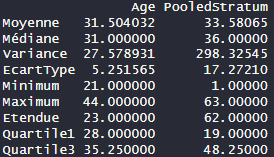 Age PooledStratum
Moyenne 31.504032 33.58065
Médiane 31.000000 36.00000
Variance 27.578931 298.32545
EcartType 5.251565 17.27210
Minimum 21.000000 1.00000
Maximum 44.000000 63.00000
Etendue 23.000000 62.00000
Quartile1 28.000000 19.00000
Quartile3 35.250000 48.25000